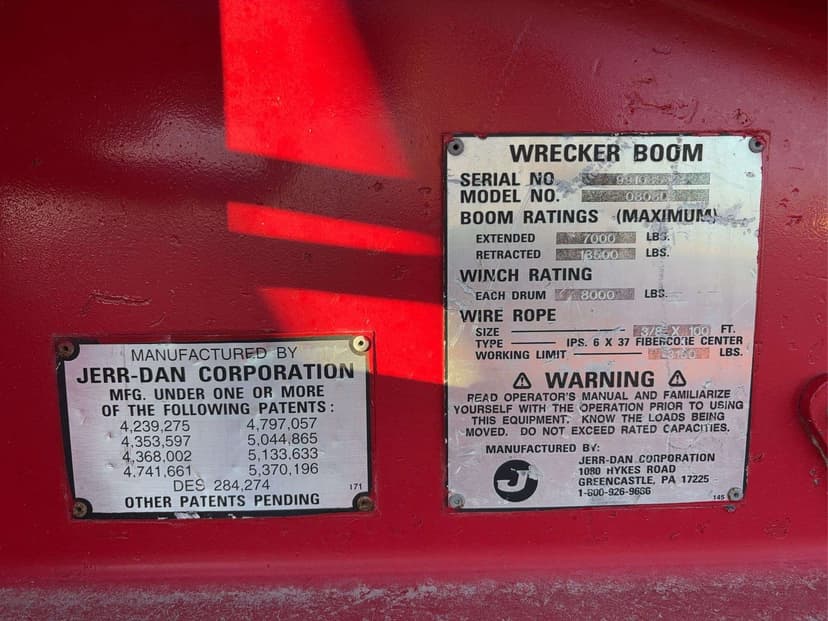 MANUFACTURED BY
JERR-DAN CORPORATION
MFG. UNDER ONE OR MORE
OF THE FOLLOWING PATENTS:
4,239,275 4,797,057
4,353,597 5,044,865
4,368,002 5,133,633
4,741,661 5,370,196
DES 284,274
171
OTHER PATENTS PENDING
WRECKER BOOM
SERIAL NO
MODEL NO.
BOOM RATINGS (MAXIMUM)
EXTENDED 7000 LBS.
RETRACTED 13500 LBS.
WINCH RATING
EACH DRUM 8000 LBS.
WIRE ROPE
SIZE 3/8 X 100 FT.
TYPE IPS. 6 X 37 FIBERCORE CENTER
WORKING LIMIT LBS.
⚠ WARNING ⚠
READ OPERATOR'S MANUAL AND FAMILIARIZE
YOURSELF WITH THE OPERATION PRIOR TO USING
THIS EQUIPMENT. KNOW THE LOADS BEING
MOVED. DO NOT EXCEED RATED CAPACITIES.
MANUFACTURED BY:
JERR-DAN CORPORATION
1080 HYKES ROAD
GREENCASTLE, PA 17225
1-800-926-9666
J
145